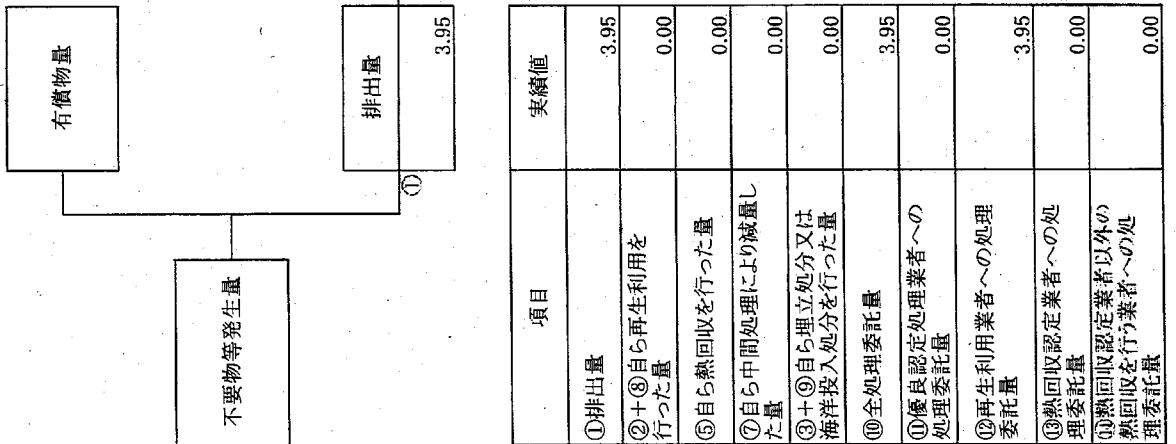 不要物等発生量
有償物量
排出量
①
3.95
項目
実績値
①排出量
3.95
②+⑧自ら再生利用を
行った量
0.00
⑤自ら熱回収を行った量
0.00
⑦自ら中間処理により減量し
た量
0.00
③+⑨自ら埋立処分又は
海洋投入処分を行った量
0.00
⑩全処理委託量
3.95
⑪優良認定処理業者への
処理委託量
0.00
⑫再生利用業者への処理
委託量
3.95
⑬熱回収認定業者への処
理委託量
0.00
⑭熱回収認定業者以外の
熱回収を行う業者への処
理委託量
0.00